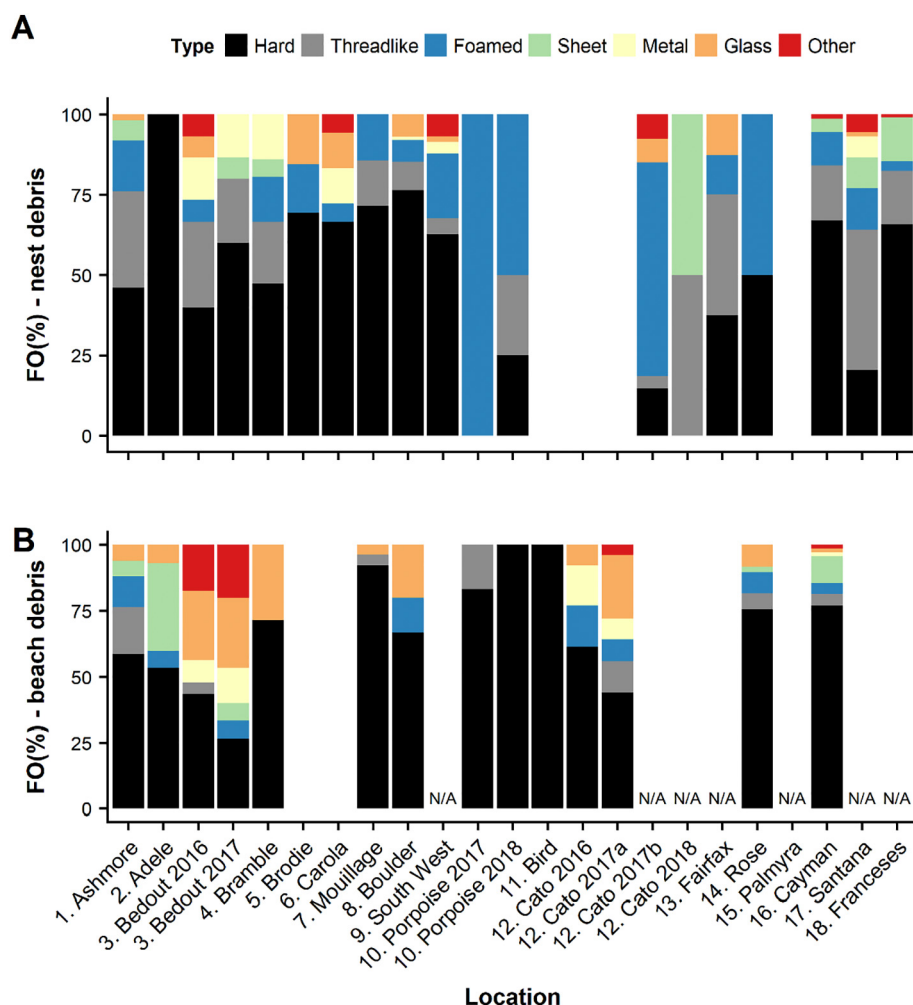 A
Type Hard Threadlike Foamed Sheet Metal Glass Other
FO(%) - nest debris
100
75
50
25
0
B
FO(%) - beach debris
100
75
50
25
0
N/A N/A N/A N/A N/A N/A N/A
1. Ashmore
2. Adele
3. Bedout 2016
3. Bedout 2017
4. Bramble
5. Brodie
6. Carola
7. Mouillage
8. Boulder
9. South West
10. Porpoise 2017
10. Porpoise 2018
11. Bird
12. Cato 2016
12. Cato 2017a
12. Cato 2017b
12. Cato 2018
13. Fairfax
14. Rose
15. Palmyra
16. Cayman
17. Santana
18. Franceses
Location